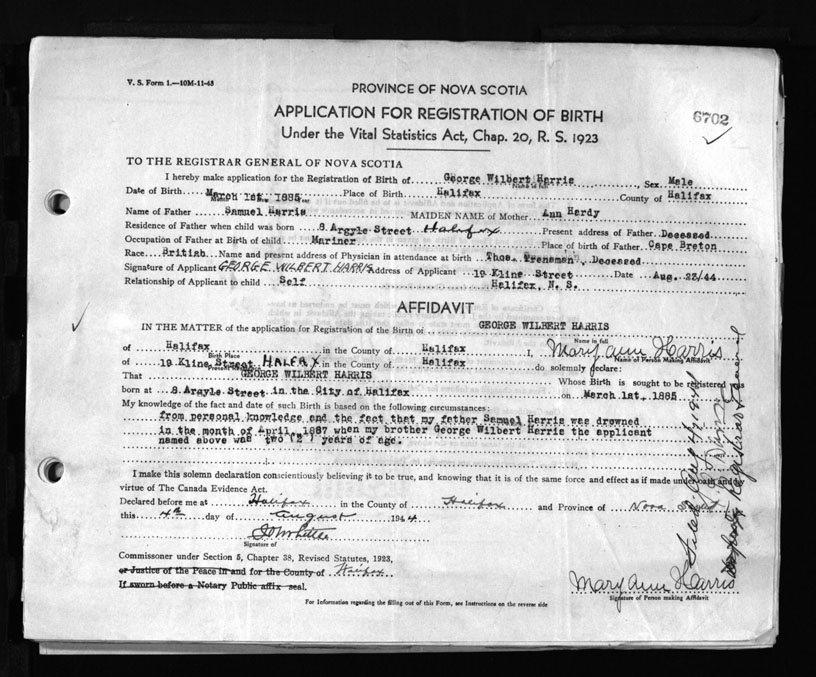 V. S. Form 1.—10M-11-43
PROVINCE OF NOVA SCOTIA
APPLICATION FOR REGISTRATION OF BIRTH
6702
Under the Vital Statistics Act, Chap. 20, R. S. 1923
TO THE REGISTRAR GENERAL OF NOVA SCOTIA
I hereby make application for the Registration of Birth of George Wilbert Harris, Sex Male
Name in full
Date of Birth March 1st, 1885 Place of Birth Halifax County of Halifax
Name of Father Samuel Harris MAIDEN NAME of Mother Ann Hardy
Residence of Father when child was born 8 Argyle Street Halifax Present address of Father Deceased
Occupation of Father at Birth of child Mariner Place of birth of Father Cape Breton
Race British Name and present address of Physician in attendance at birth Thos. Trenaman, Deceased
Signature of Applicant GEORGE WILBERT HARRIS Address of Applicant 19 Kline Street Date Aug. 23/44
Relationship of Applicant to child Self Halifax, N. S.
AFFIDAVIT
IN THE MATTER of the application for Registration of the Birth of GEORGE WILBERT HARRIS
Name in full
of Halifax in the County of Halifax I, Mary Ann Harris
Birth Place Name of Person making Affidavit
of 19 Kline Street HALIFAX in the County of Halifax do solemnly declare:
That GEORGE WILBERT HARRIS Whose Birth is sought to be registered was
born at 8 Argyle Street in the City of Halifax on March 1st, 1885
My knowledge of the fact and date of such Birth is based on the following circumstances:
from personal knowledge and the fact that my father Samuel Harris was drowned
in the month of April, 1887 when my brother George Wilbert Harris the applicant
named above was two (2) years of age.
I make this solemn declaration conscientiously believing it to be true, and knowing that it is of the same force and effect as if made under oath and by
virtue of The Canada Evidence Act.
Declared before me at Halifax in the County of Halifax and Province of Nova
this 4th day of August 1944
Signature of
Commissioner under Section 5, Chapter 38, Revised Statutes, 1923,
or Justice of the Peace in and for the County of Halifax
If sworn before a Notary Public affix seal.
Mary Ann Harris
Signature of Person making Affidavit
For Information regarding the filling out of this Form, see Instructions on the reverse side